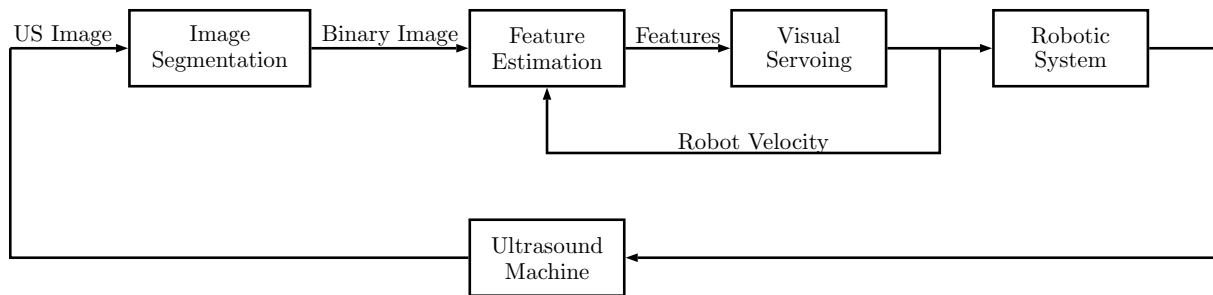 US Image
Image
Segmentation
Binary Image
Feature
Estimation
Features
Visual
Servoing
Robotic
System
Robot Velocity
Ultrasound
Machine